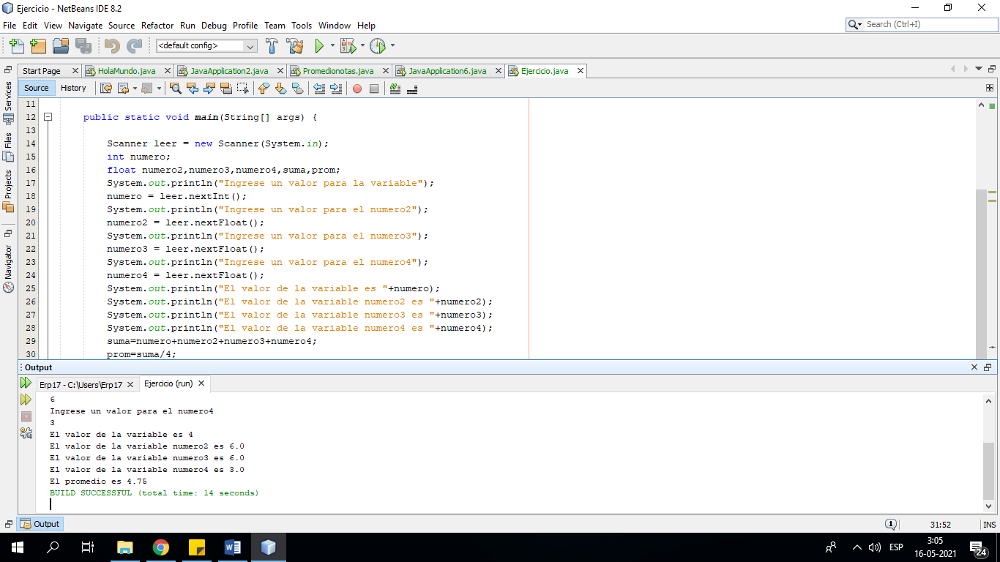 Ejercicio - NetBeans IDE 8.2
File Edit View Navigate Source Refactor Run Debug Profile Team Tools Window Help
Search (Ctrl+I)
<default config>
Start Page HolaMundo.java JavaApplication2.java Promedionotas.java JavaApplication6.java Ejercicio.java
Source History
Services
Files
Projects
Navigator
11
12 public static void main(String[] args) {
13
14 Scanner leer = new Scanner(System.in);
15 int numero;
16 float numero2,numero3,numero4,suma,prom;
17 System.out.println("Ingrese un valor para la variable");
18 numero = leer.nextInt();
19 System.out.println("Ingrese un valor para el numero2");
20 numero2 = leer.nextFloat();
21 System.out.println("Ingrese un valor para el numero3");
22 numero3 = leer.nextFloat();
23 System.out.println("Ingrese un valor para el numero4");
24 numero4 = leer.nextFloat();
25 System.out.println("El valor de la variable es "+numero);
26 System.out.println("El valor de la variable numero2 es "+numero2);
27 System.out.println("El valor de la variable numero3 es "+numero3);
28 System.out.println("El valor de la variable numero4 es "+numero4);
29 suma=numero+numero2+numero3+numero4;
30 prom=suma/4;
Output
Erp17 - C:\Users\Erp17 Ejercicio (run)
6
Ingrese un valor para el numero4
3
El valor de la variable es 4
El valor de la variable numero2 es 6.0
El valor de la variable numero3 es 6.0
El valor de la variable numero4 es 3.0
El promedio es 4.75
BUILD SUCCESSFUL (total time: 14 seconds)
Output 1 31:52 INS
ESP
3:05
16-05-2021
24